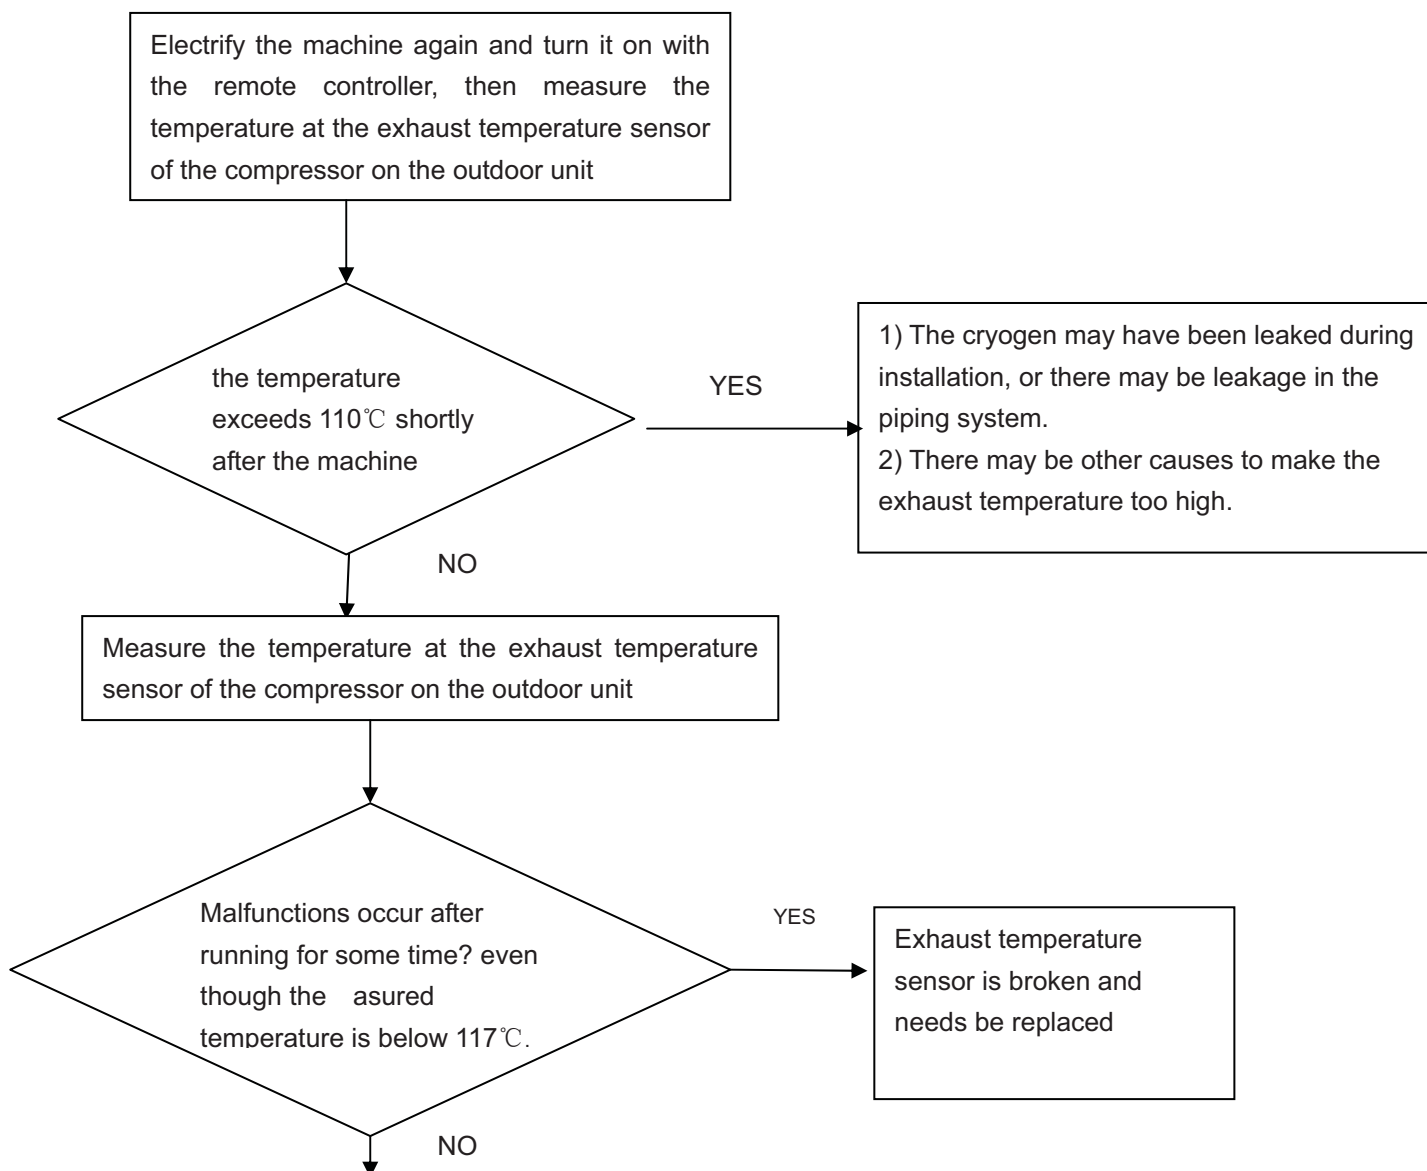 Electrify the machine again and turn it on with
the remote controller, then measure the
temperature at the exhaust temperature sensor
of the compressor on the outdoor unit
the temperature
exceeds 110℃ shortly
after the machine
YES
1) The cryogen may have been leaked during
installation, or there may be leakage in the
piping system.
2) There may be other causes to make the
exhaust temperature too high.
NO
Measure the temperature at the exhaust temperature
sensor of the compressor on the outdoor unit
Malfunctions occur after
running for some time? even
though the asured
temperature is below 117℃.
YES
Exhaust temperature
sensor is broken and
needs be replaced
NO